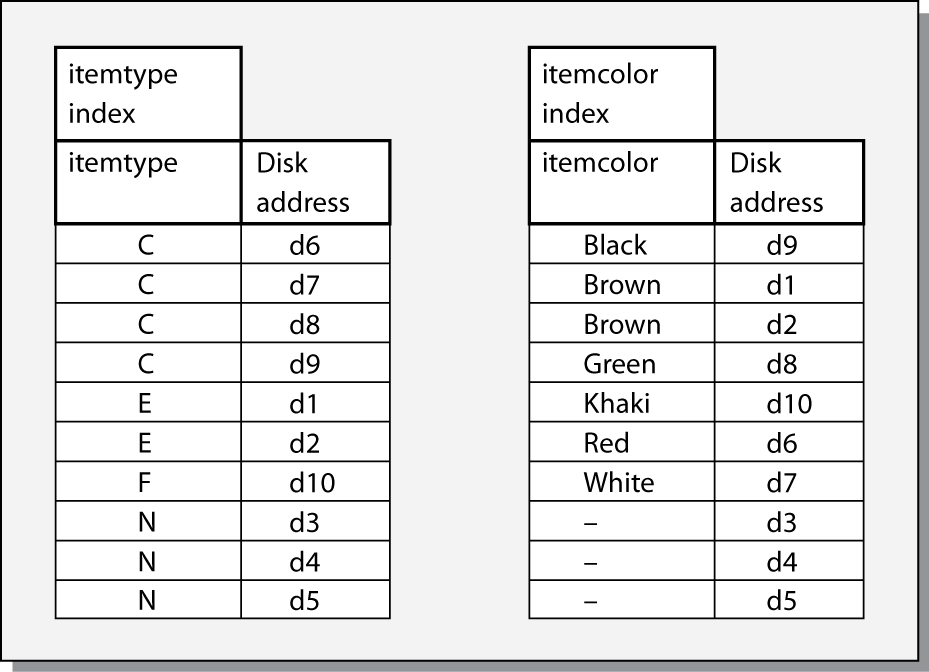 itemtype
index
itemtype Disk
address
C d6
C d7
C d8
C d9
E d1
E d2
F d10
N d3
N d4
N d5
itemcolor
index
itemcolor Disk
address
Black d9
Brown d1
Brown d2
Green d8
Khaki d10
Red d6
White d7
– d3
– d4
– d5